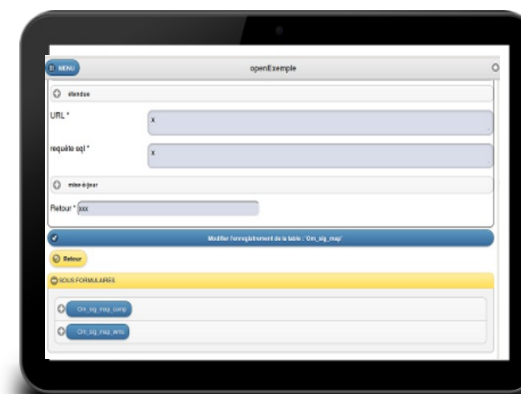 MENU
openExemple
étendue
URL *
x
requête sql *
x
mise à jour
Retour * xxx
Modifier l'enregistrement de la table : 'Om_sig_map'
Retour
SOUS FORMULAIRES
Om_sig_map_comp
Om_sig_map_wms